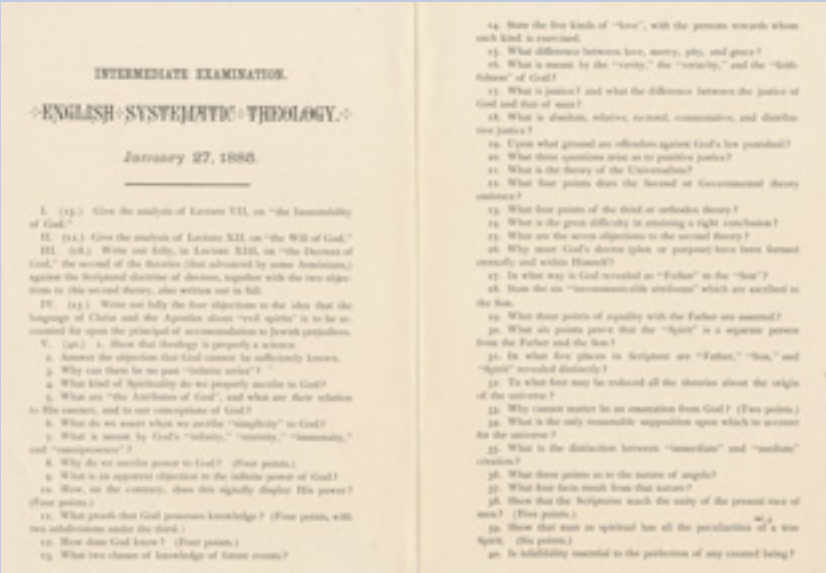 INTERMEDIATE EXAMINATION.
ENGLISH SYSTEMATIC THEOLOGY.
January 27, 1888.
I. (15.) Give the analysis of Lecture VII, on "the Immutability
of God."
II. (12.) Give the analysis of Lecture XII, on "the Will of God."
III. (18.) Write out fully, in Lecture XIII, on "the Decrees of
God," the second of the theories (that advanced by some Arminians,)
against the Scriptural doctrine of decrees, together with the two objec-
tions to this second theory, also written out in full.
IV. (15.) Write out fully the four objections to the idea that the
language of Christ and the Apostles about "evil spirits" is to be ac-
counted for upon the principal of accommodation to Jewish prejudices.
V. (40.) 1. Show that theology is properly a science.
2. Answer the objection that God cannot be sufficiently known.
3. Why can there be no past "infinite series"?
4. What kind of Spirituality do we properly ascribe to God?
5. What are "the Attributes of God", and what are their relation
to His essence, and to our conceptions of God?
6. What do we assert when we ascribe "simplicity" to God?
7. What is meant by God's "infinity," "eternity," "immensity,"
and "omnipresence"?
8. Why do we ascribe power to God? (Four points.)
9. What is an apparent objection to the infinite power of God?
10. How, on the contrary, does this signally display His power?
(Four points.)
11. What proofs that God possesses knowledge? (Four points, with
two subdivisions under the third.)
12. How does God know? (Four points.)
13. What two classes of knowledge of future events?
14. State the five kinds of "love", with the persons towards whom
each kind is exercised.
15. What difference between love, mercy, pity, and grace?
16. What is meant by the "verity," the "veracity," and the "faith-
fulness" of God?
17. What is justice? and what the difference between the justice of
God and that of men?
18. What is absolute, relative, rectoral, commutative, and distribu-
tive justice?
19. Upon what ground are offenders against God's law punished?
20. What three questions arise as to punitive justice?
21. What is the theory of the Universalists?
22. What four points does the Second or Governmental theory
embrace?
23. What four points of the third or orthodox theory?
24. What is the great difficulty in attaining a right conclusion?
25. What are the seven objections to the second theory?
26. Why must God's decree (plan or purpose) have been formed
eternally and within Himself?
27. In what way is God revealed as "Father" to the "Son"?
28. State the six "incommunicable attributes" which are ascribed to
the Son.
29. What three points of equality with the Father are asserted?
30. What six points prove that the "Spirit" is a separate person
from the Father and the Son?
31. In what five places in Scripture are "Father," "Son," and
"Spirit" revealed distinctly?
32. To what four may be reduced all the theories about the origin
of the universe?
33. Why cannot matter be an emanation from God? (Two points.)
34. What is the only reasonable supposition upon which to account
for the universe?
35. What is the distinction between "immediate" and "mediate"
creation?
36. What three points as to the nature of angels?
37. What four facts result from that nature?
38. Show that the Scriptures teach the unity of the present race of
men? (Five points.)
39. Show that man as spiritual has all the peculiarities of a true
Spirit. (Six points.)
40. Is infallibility essential to the perfection of any created being?